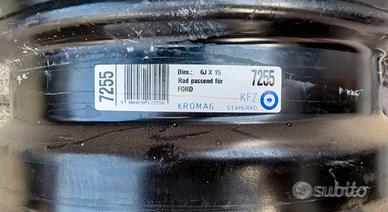 7255
Dim.: 6J X 15
Rad passend für
FORD
7255
KFZ
KROMAG STAHLRAD
subito